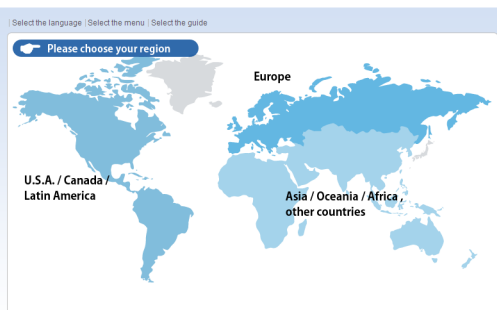 Select the language | Select the menu | Select the guide
Please choose your region
Europe
U.S.A. / Canada /
Latin America
Asia / Oceania / Africa ,
other countries